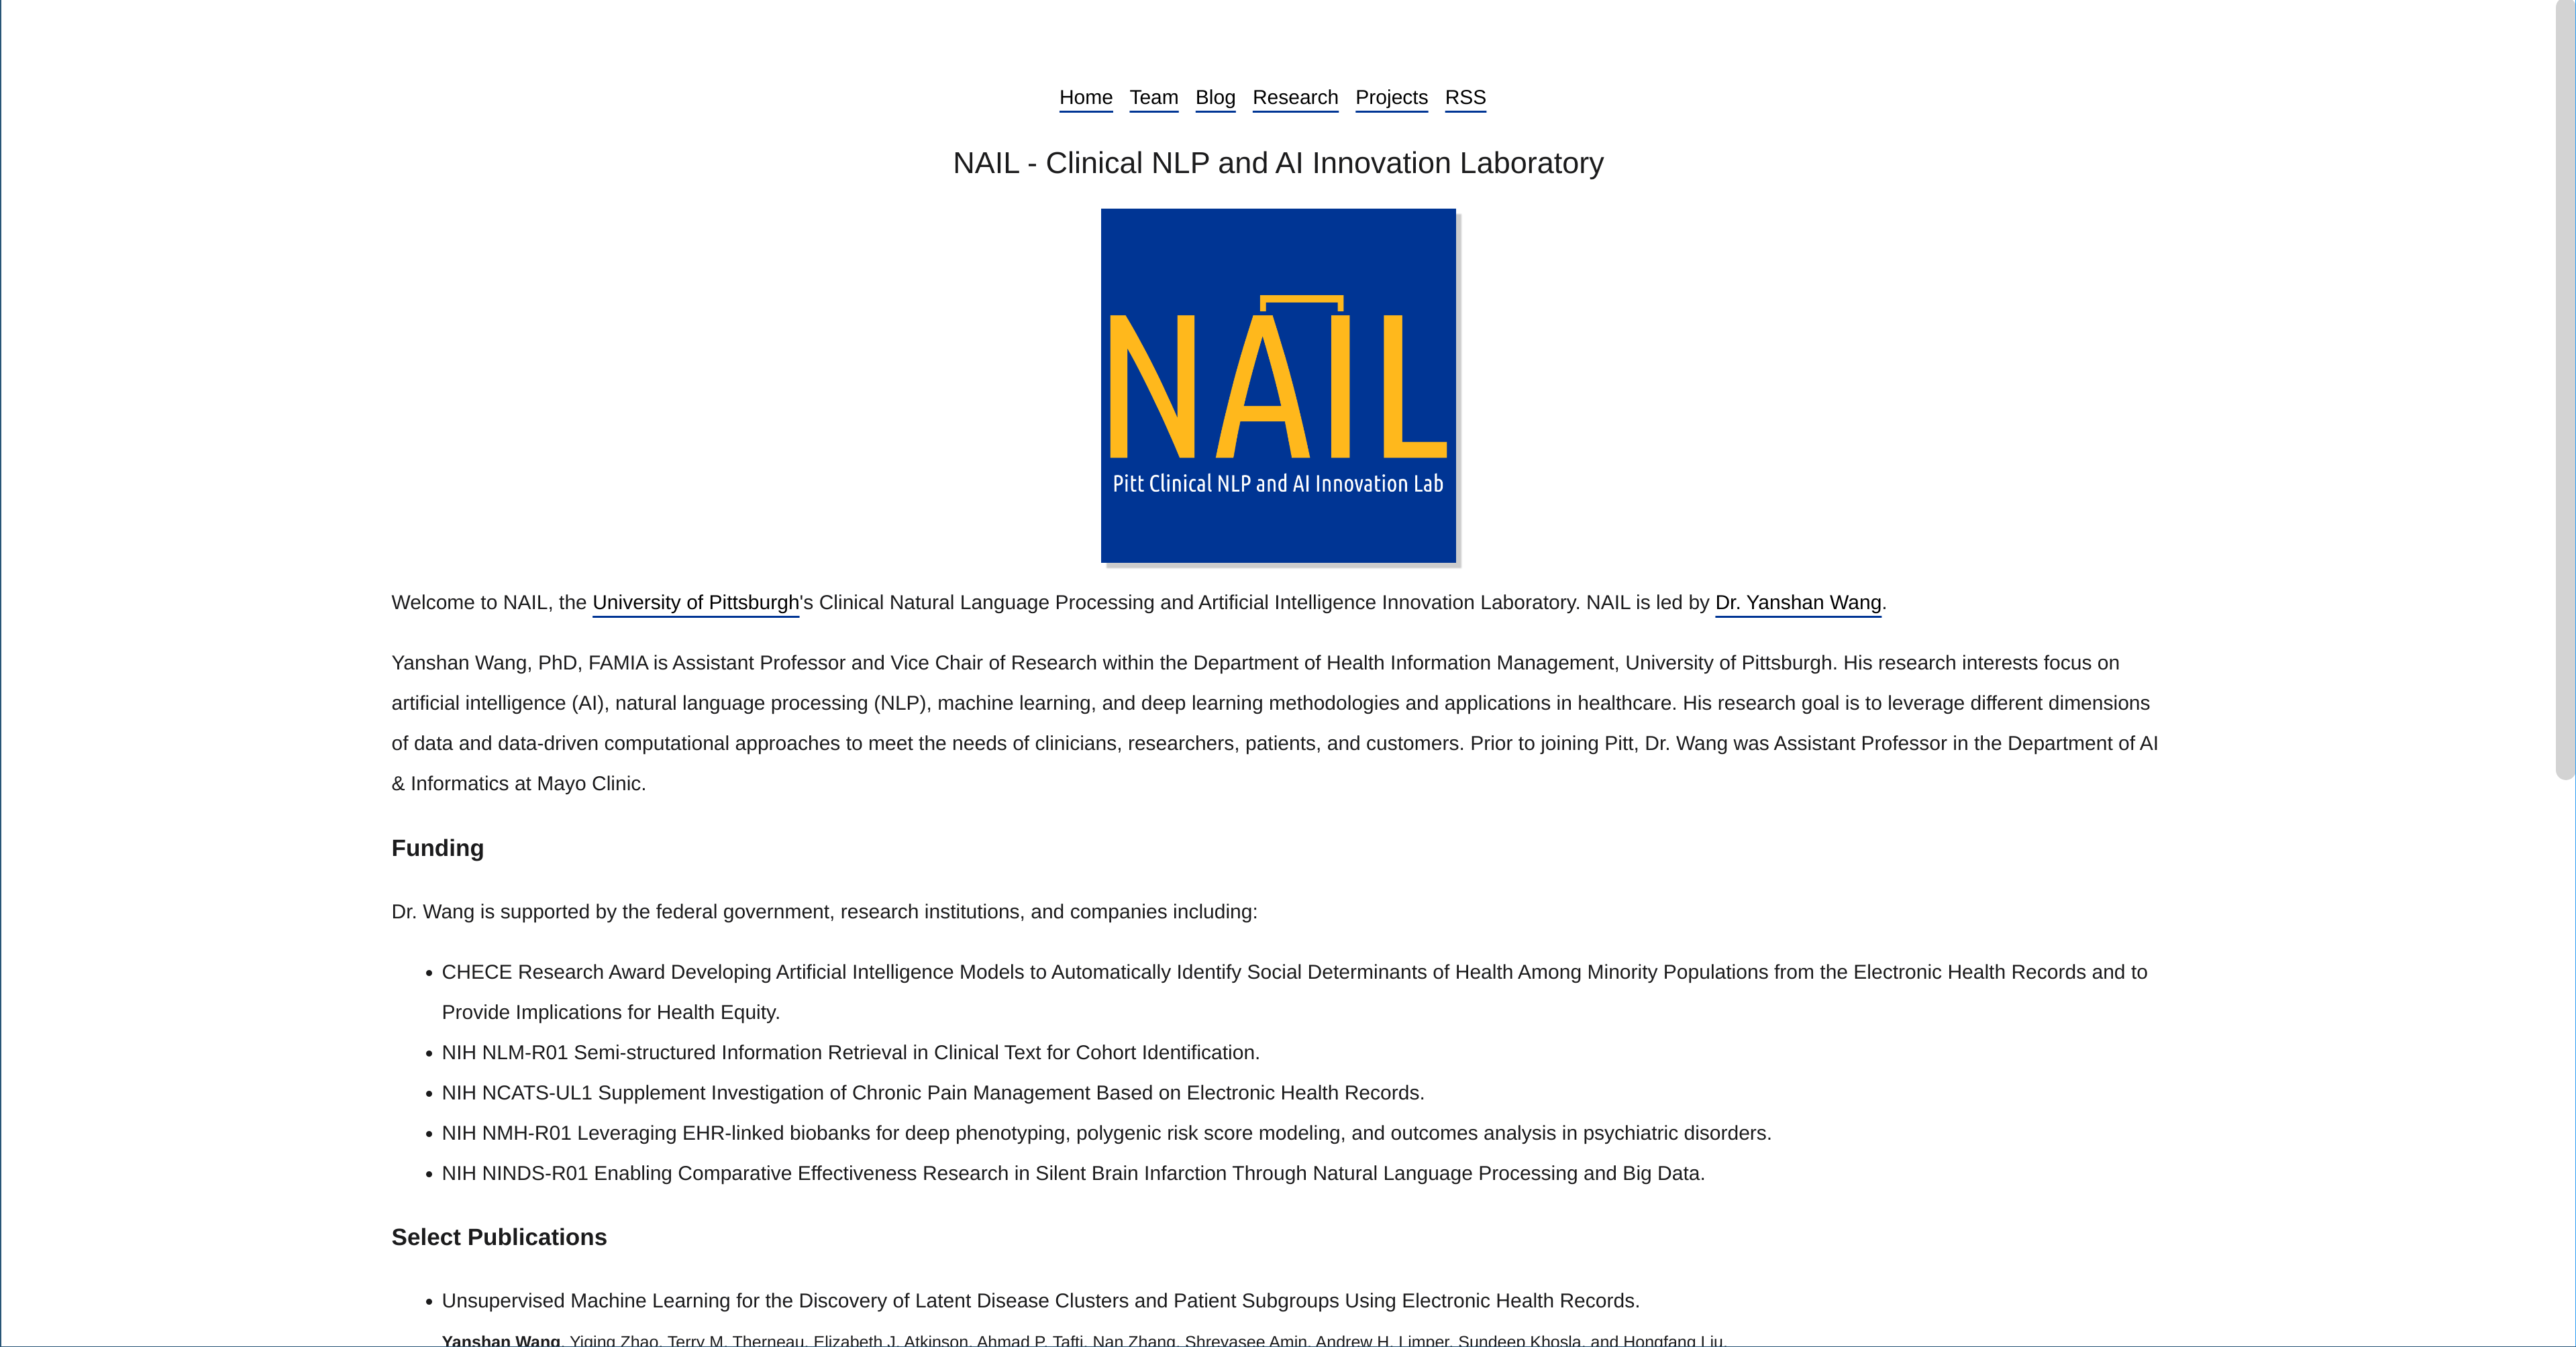 Home Team Blog Research Projects RSS
NAIL - Clinical NLP and AI Innovation Laboratory
NAIL
Pitt Clinical NLP and AI Innovation Lab
Welcome to NAIL, the University of Pittsburgh's Clinical Natural Language Processing and Artificial Intelligence Innovation Laboratory. NAIL is led by Dr. Yanshan Wang.
Yanshan Wang, PhD, FAMIA is Assistant Professor and Vice Chair of Research within the Department of Health Information Management, University of Pittsburgh. His research interests focus on
artificial intelligence (AI), natural language processing (NLP), machine learning, and deep learning methodologies and applications in healthcare. His research goal is to leverage different dimensions
of data and data-driven computational approaches to meet the needs of clinicians, researchers, patients, and customers. Prior to joining Pitt, Dr. Wang was Assistant Professor in the Department of AI
& Informatics at Mayo Clinic.
Funding
Dr. Wang is supported by the federal government, research institutions, and companies including:
• CHECE Research Award Developing Artificial Intelligence Models to Automatically Identify Social Determinants of Health Among Minority Populations from the Electronic Health Records and to
Provide Implications for Health Equity.
• NIH NLM-R01 Semi-structured Information Retrieval in Clinical Text for Cohort Identification.
• NIH NCATS-UL1 Supplement Investigation of Chronic Pain Management Based on Electronic Health Records.
• NIH NMH-R01 Leveraging EHR-linked biobanks for deep phenotyping, polygenic risk score modeling, and outcomes analysis in psychiatric disorders.
• NIH NINDS-R01 Enabling Comparative Effectiveness Research in Silent Brain Infarction Through Natural Language Processing and Big Data.
Select Publications
• Unsupervised Machine Learning for the Discovery of Latent Disease Clusters and Patient Subgroups Using Electronic Health Records.
Yanshan Wang, Yiqing Zhao, Terry M. Therneau, Elizabeth J. Atkinson, Ahmad P. Tafti, Nan Zhang, Shreyasee Amin, Andrew H. Limper, Sundeep Khosla, and Hongfang Liu.